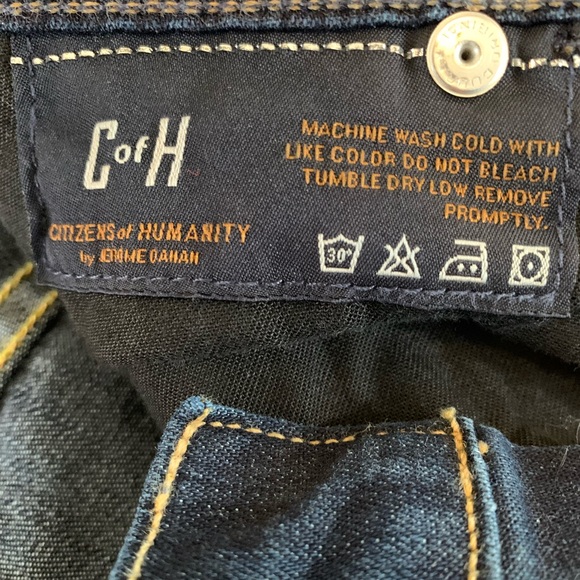 C of H
CITIZENS of HUMANITY
by JEROME DAHAN
MACHINE WASH COLD WITH
LIKE COLOR DO NOT BLEACH
TUMBLE DRY LOW REMOVE
PROMPTLY.
30°